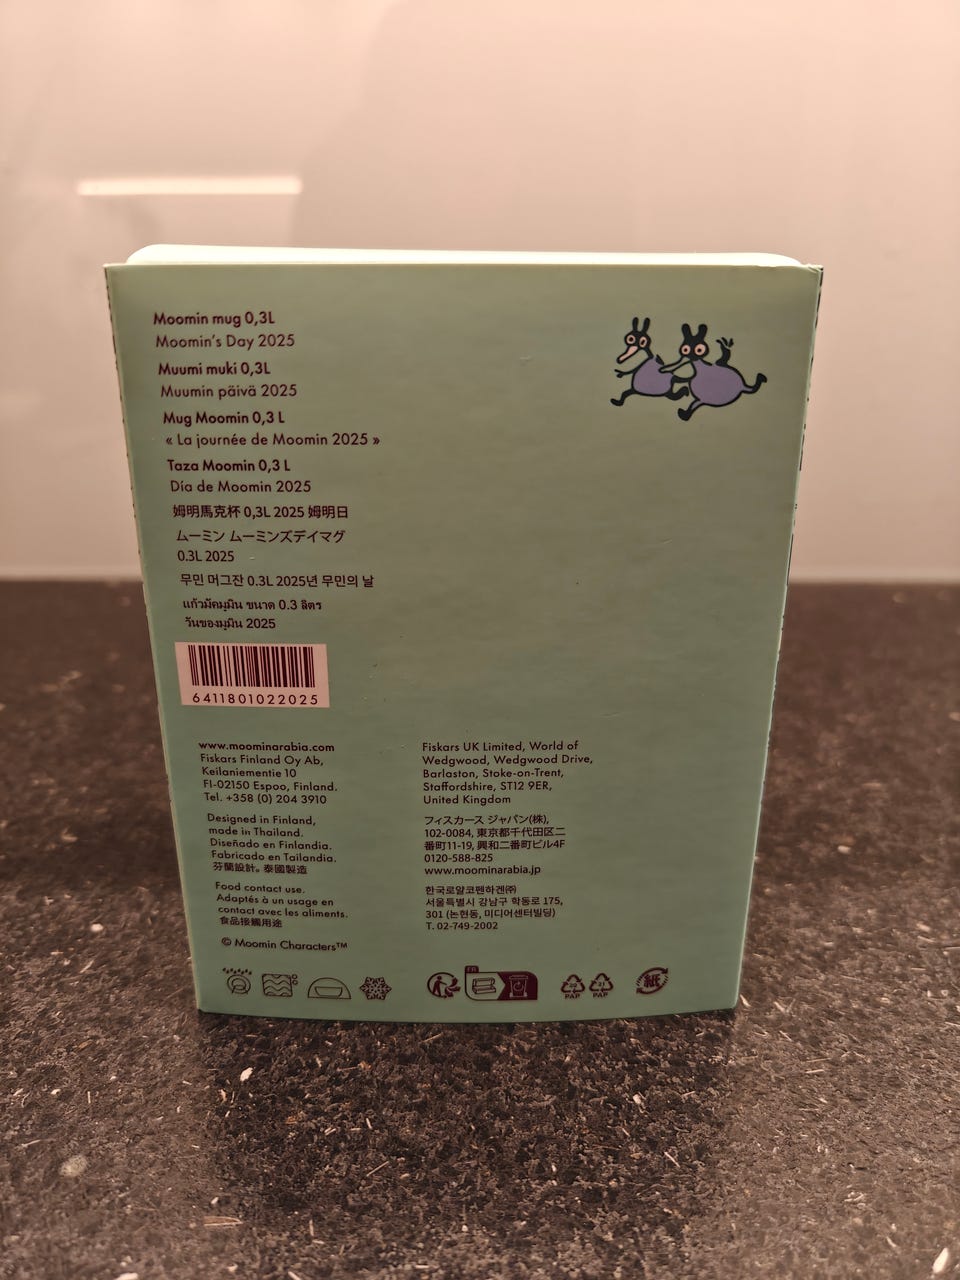 Moomin mug 0,3L
Moomin's Day 2025
Muumi muki 0,3L
Muumin päivä 2025
Mug Moomin 0,3 L
« La journée de Moomin 2025 »
Taza Moomin 0,3 L
Día de Moomin 2025
姆明馬克杯 0,3L 2025 姆明日
ムーミン ムーミンズデイマグ
0.3L 2025
무민 머그잔 0.3L 2025년 무민의 날
แก้วมัคมูมิน ขนาด 0.3 ลิตร
วันของมูมิน 2025
6411801022025
www.moominarabia.com
Fiskars Finland Oy Ab,
Keilaniementie 10
FI-02150 Espoo, Finland.
Tel. +358 (0) 204 3910
Designed in Finland,
made in Thailand.
Diseñado en Finlandia.
Fabricado en Tailandia.
芬蘭設計。泰國製造
Food contact use.
Adaptés à un usage en
contact avec les aliments.
食品接觸用途
© Moomin Characters™
Fiskars UK Limited, World of
Wedgwood, Wedgwood Drive,
Barlaston, Stoke-on-Trent,
Staffordshire, ST12 9ER,
United Kingdom
フィスカース ジャパン(株),
102-0084, 東京都千代田区二
番町11-19, 興和二番町ビル4F
0120-588-825
www.moominarabia.jp
한국로얄코펜하겐㈜
서울특별시 강남구 학동로 175,
301 (논현동, 미디어센터빌딩)
T. 02-749-2002
FR
PAP
21
PAP
紙